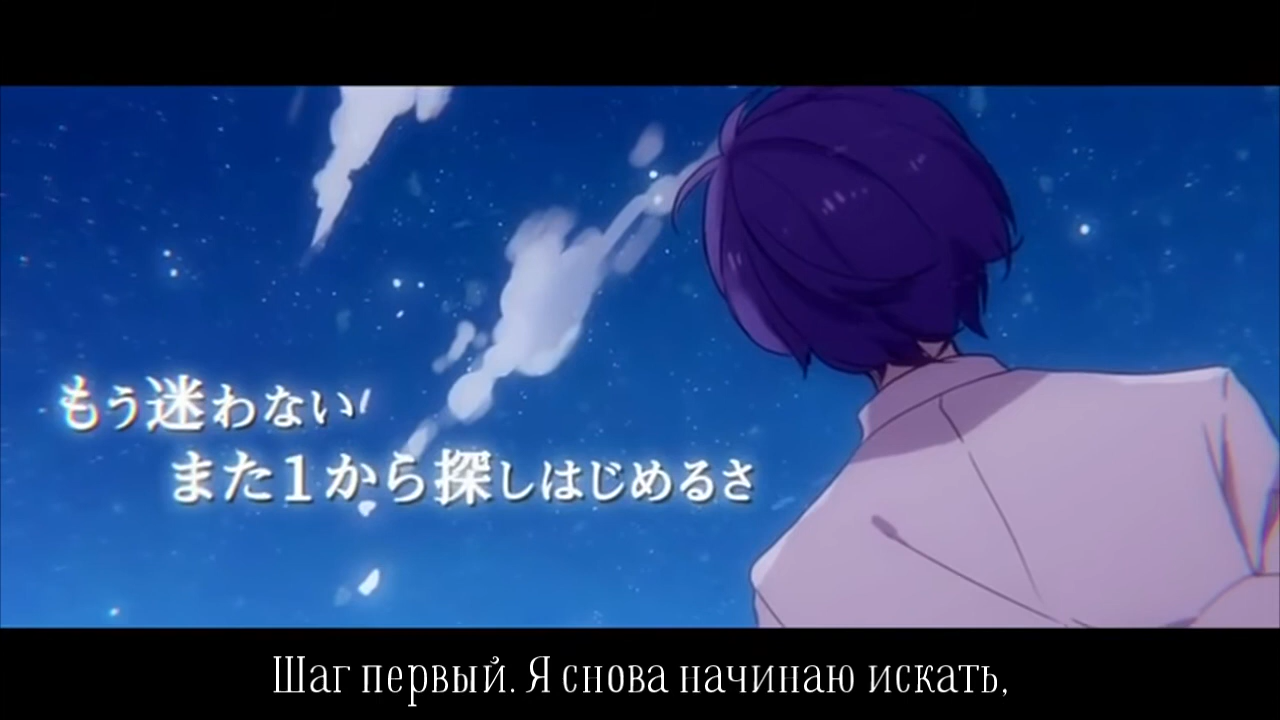 もう迷わない
また1から探しはじめるさ
Шаг первый. Я снова начинаю искать,